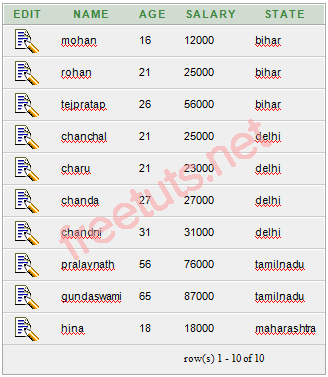 EDIT NAME AGE SALARY STATE
mohan 16 12000 bihar
rohan 21 25000 bihar
tejpratap 26 56000 bihar
chanchal 21 25000 delhi
charu 21 23000 delhi
chanda 27 27000 delhi
chandni 31 31000 delhi
pralaynath 56 76000 tamilnadu
gundaswami 65 87000 tamilnadu
hina 18 18000 maharashtra
row(s) 1 - 10 of 10
freetuts.net